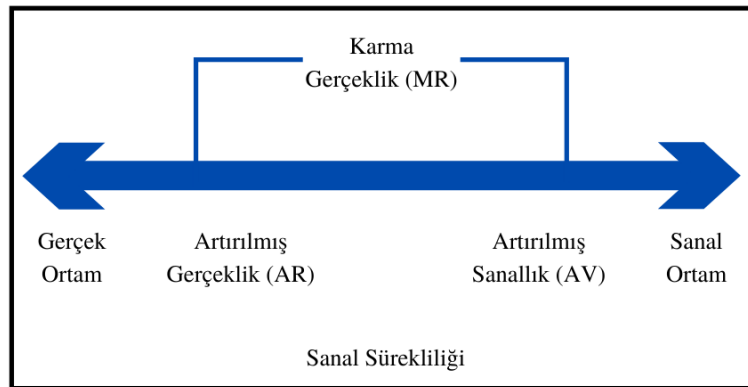 Karma
Gerçeklik (MR)
Gerçek
Ortam
Artırılmış
Gerçeklik (AR)
Artırılmış
Sanallık (AV)
Sanal
Ortam
Sanal Sürekliliği